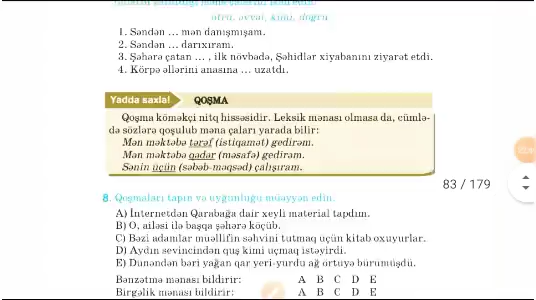 ötrü, əvvəl, kimi, doğru
1. Səndən ... mən danışmışam.
2. Səndən ... darıxıram.
3. Şəhərə çatan ... , ilk növbədə, Şəhidlər xiyabanını ziyarət etdi.
4. Körpə əllərini anasına ... uzatdı.
Yadda saxla! QOŞMA
Qoşma köməkçi nitq hissəsidir. Leksik mənası olmasa da, cümlə-
də sözlərə qoşulub məna çaları yarada bilir:
Mən məktəbə tərəf (istiqamət) gedirəm.
Mən məktəbə qədər (məsafə) gedirəm.
Sənin üçün (səbəb-məqsəd) çalışıram.
83 / 179
8. Qoşmaları tapın və uyğunluğu müəyyən edin.
A) İnternetdən Qarabağa dair xeyli material tapdım.
B) O, ailəsi ilə başqa şəhərə köçüb.
C) Bəzi adamlar müəllifin səhvini tutmaq üçün kitab oxuyurlar.
D) Aydın sevincindən quş kimi uçmaq istəyirdi.
E) Dünəndən bəri yağan qar yeri-yurdu ağ örtüyə bürümüşdü.
Bənzətmə mənası bildirir: A B C D E
Birgəlik mənası bildirir: A B C D E